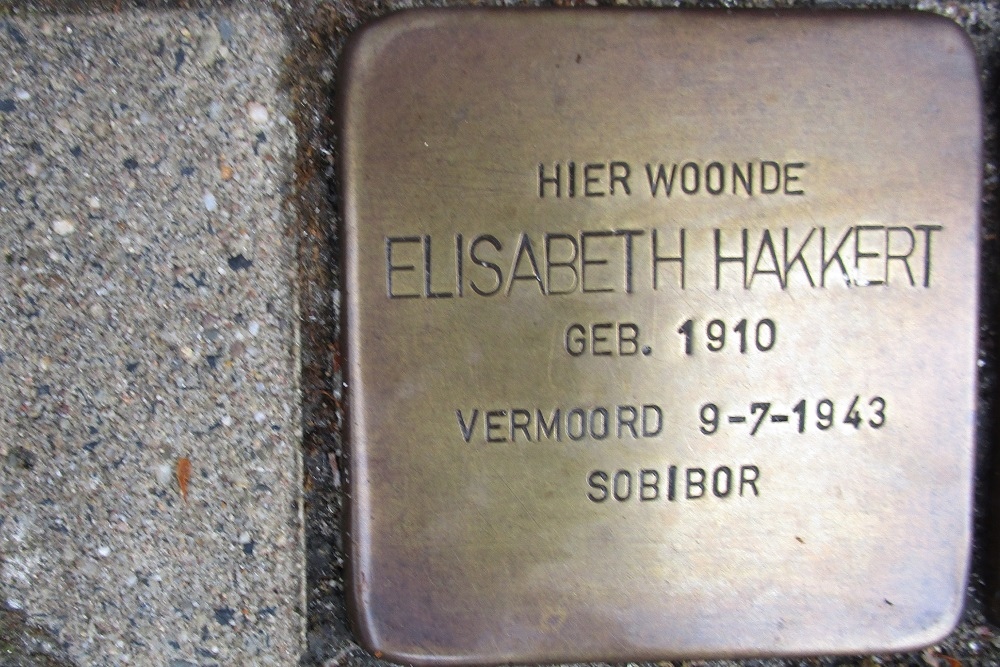 HIER WOONDE
ELISABETH HAKKERT
GEB. 1910
VERMOORD 9-7-1943
SOBIBOR